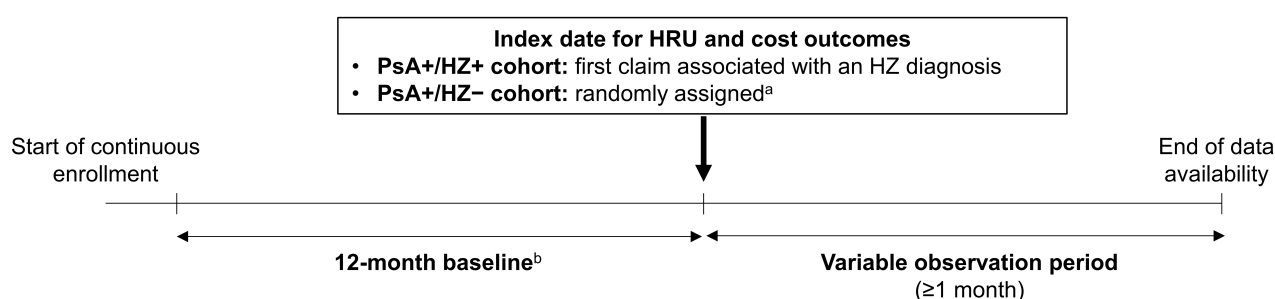 Index date for HRU and cost outcomes
• PsA+/HZ+ cohort: first claim associated with an HZ diagnosis
• PsA+/HZ− cohort: randomly assignedᵃ
Start of continuous
enrollment
End of data
availability
12-month baselineᵇ
Variable observation period
(≥1 month)